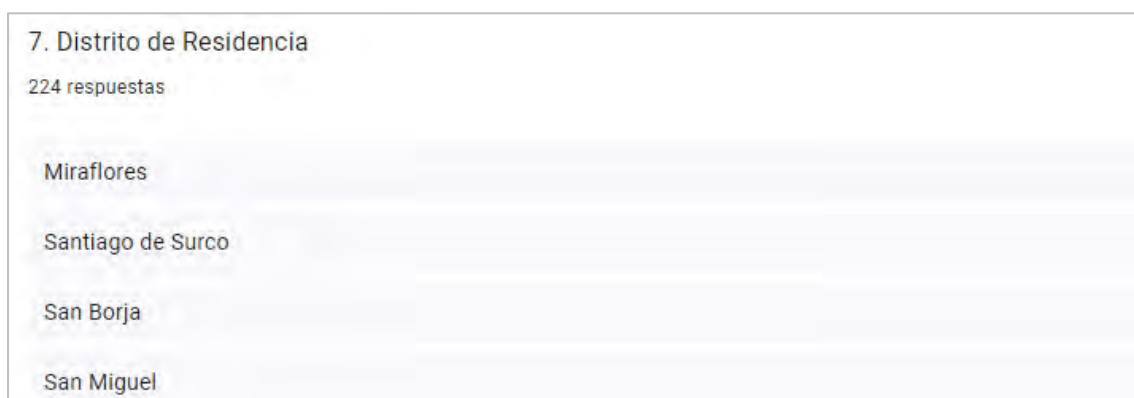 7. Distrito de Residencia
224 respuestas
Miraflores
Santiago de Surco
San Borja
San Miguel